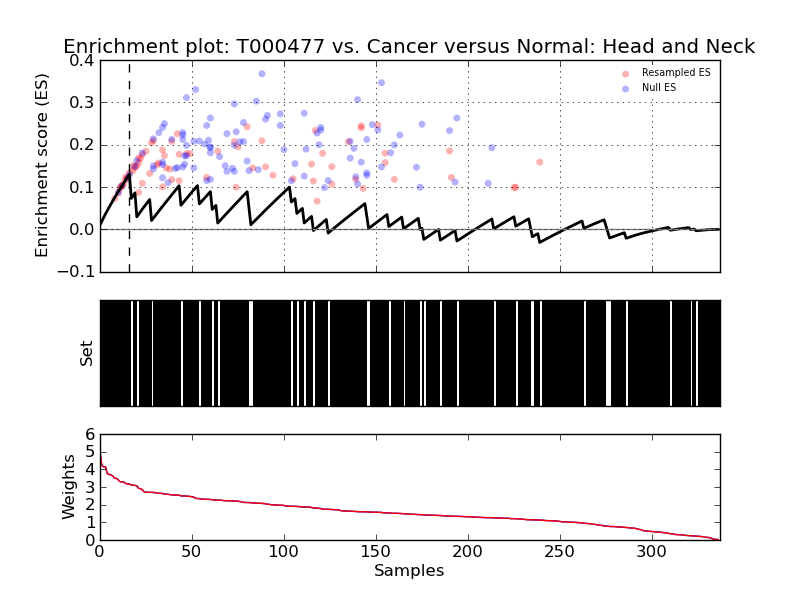 Enrichment plot: T000477 vs. Cancer versus Normal: Head and Neck
0.4
0.3
0.2
0.1
0.0
−0.1
Enrichment score (ES)
Resampled ES
Null ES
Set
6
5
4
3
2
1
0
Weights
0 50 100 150 200 250 300
Samples